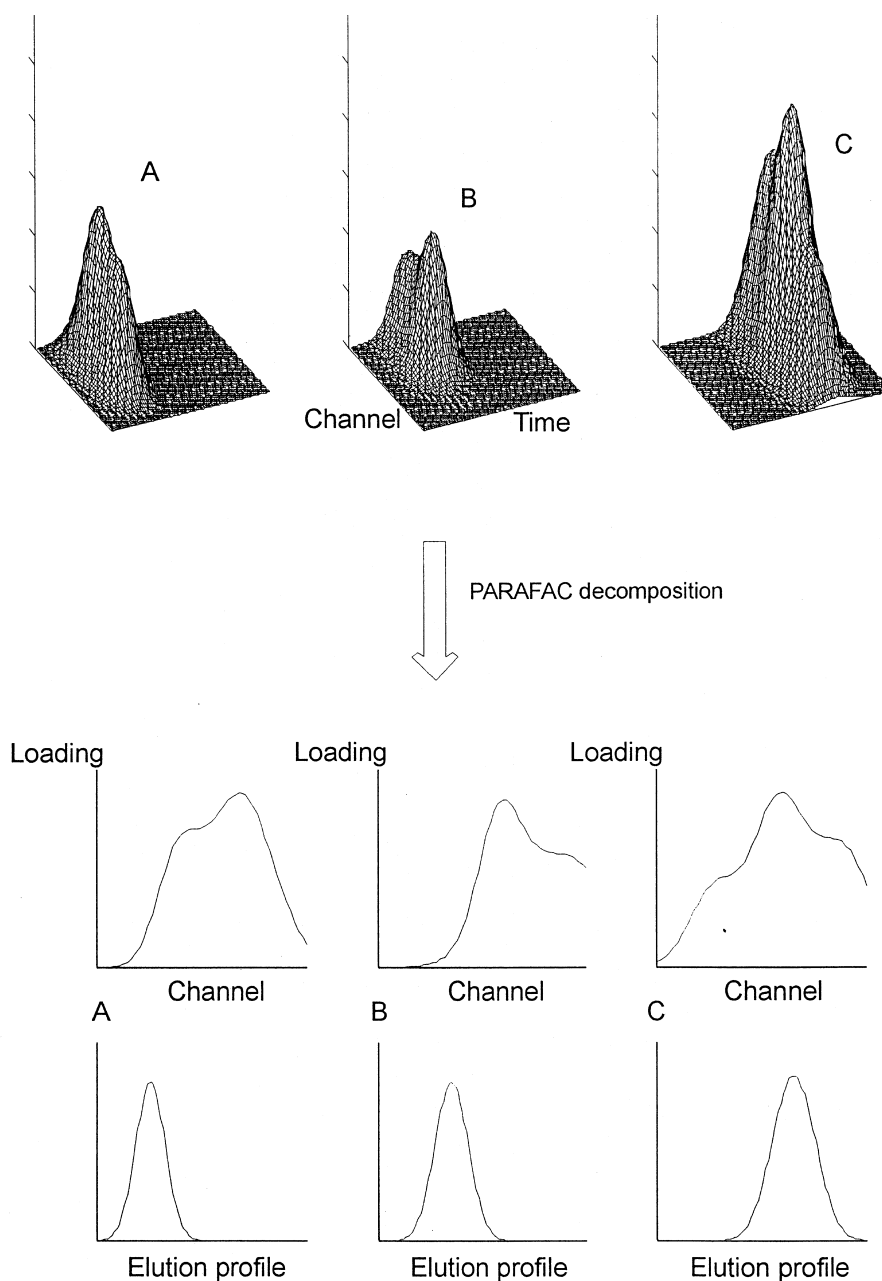 A
B
C
Channel
Time
PARAFAC decomposition
Loading
Loading
Loading
Channel
Channel
Channel
A
B
C
Elution profile
Elution profile
Elution profile